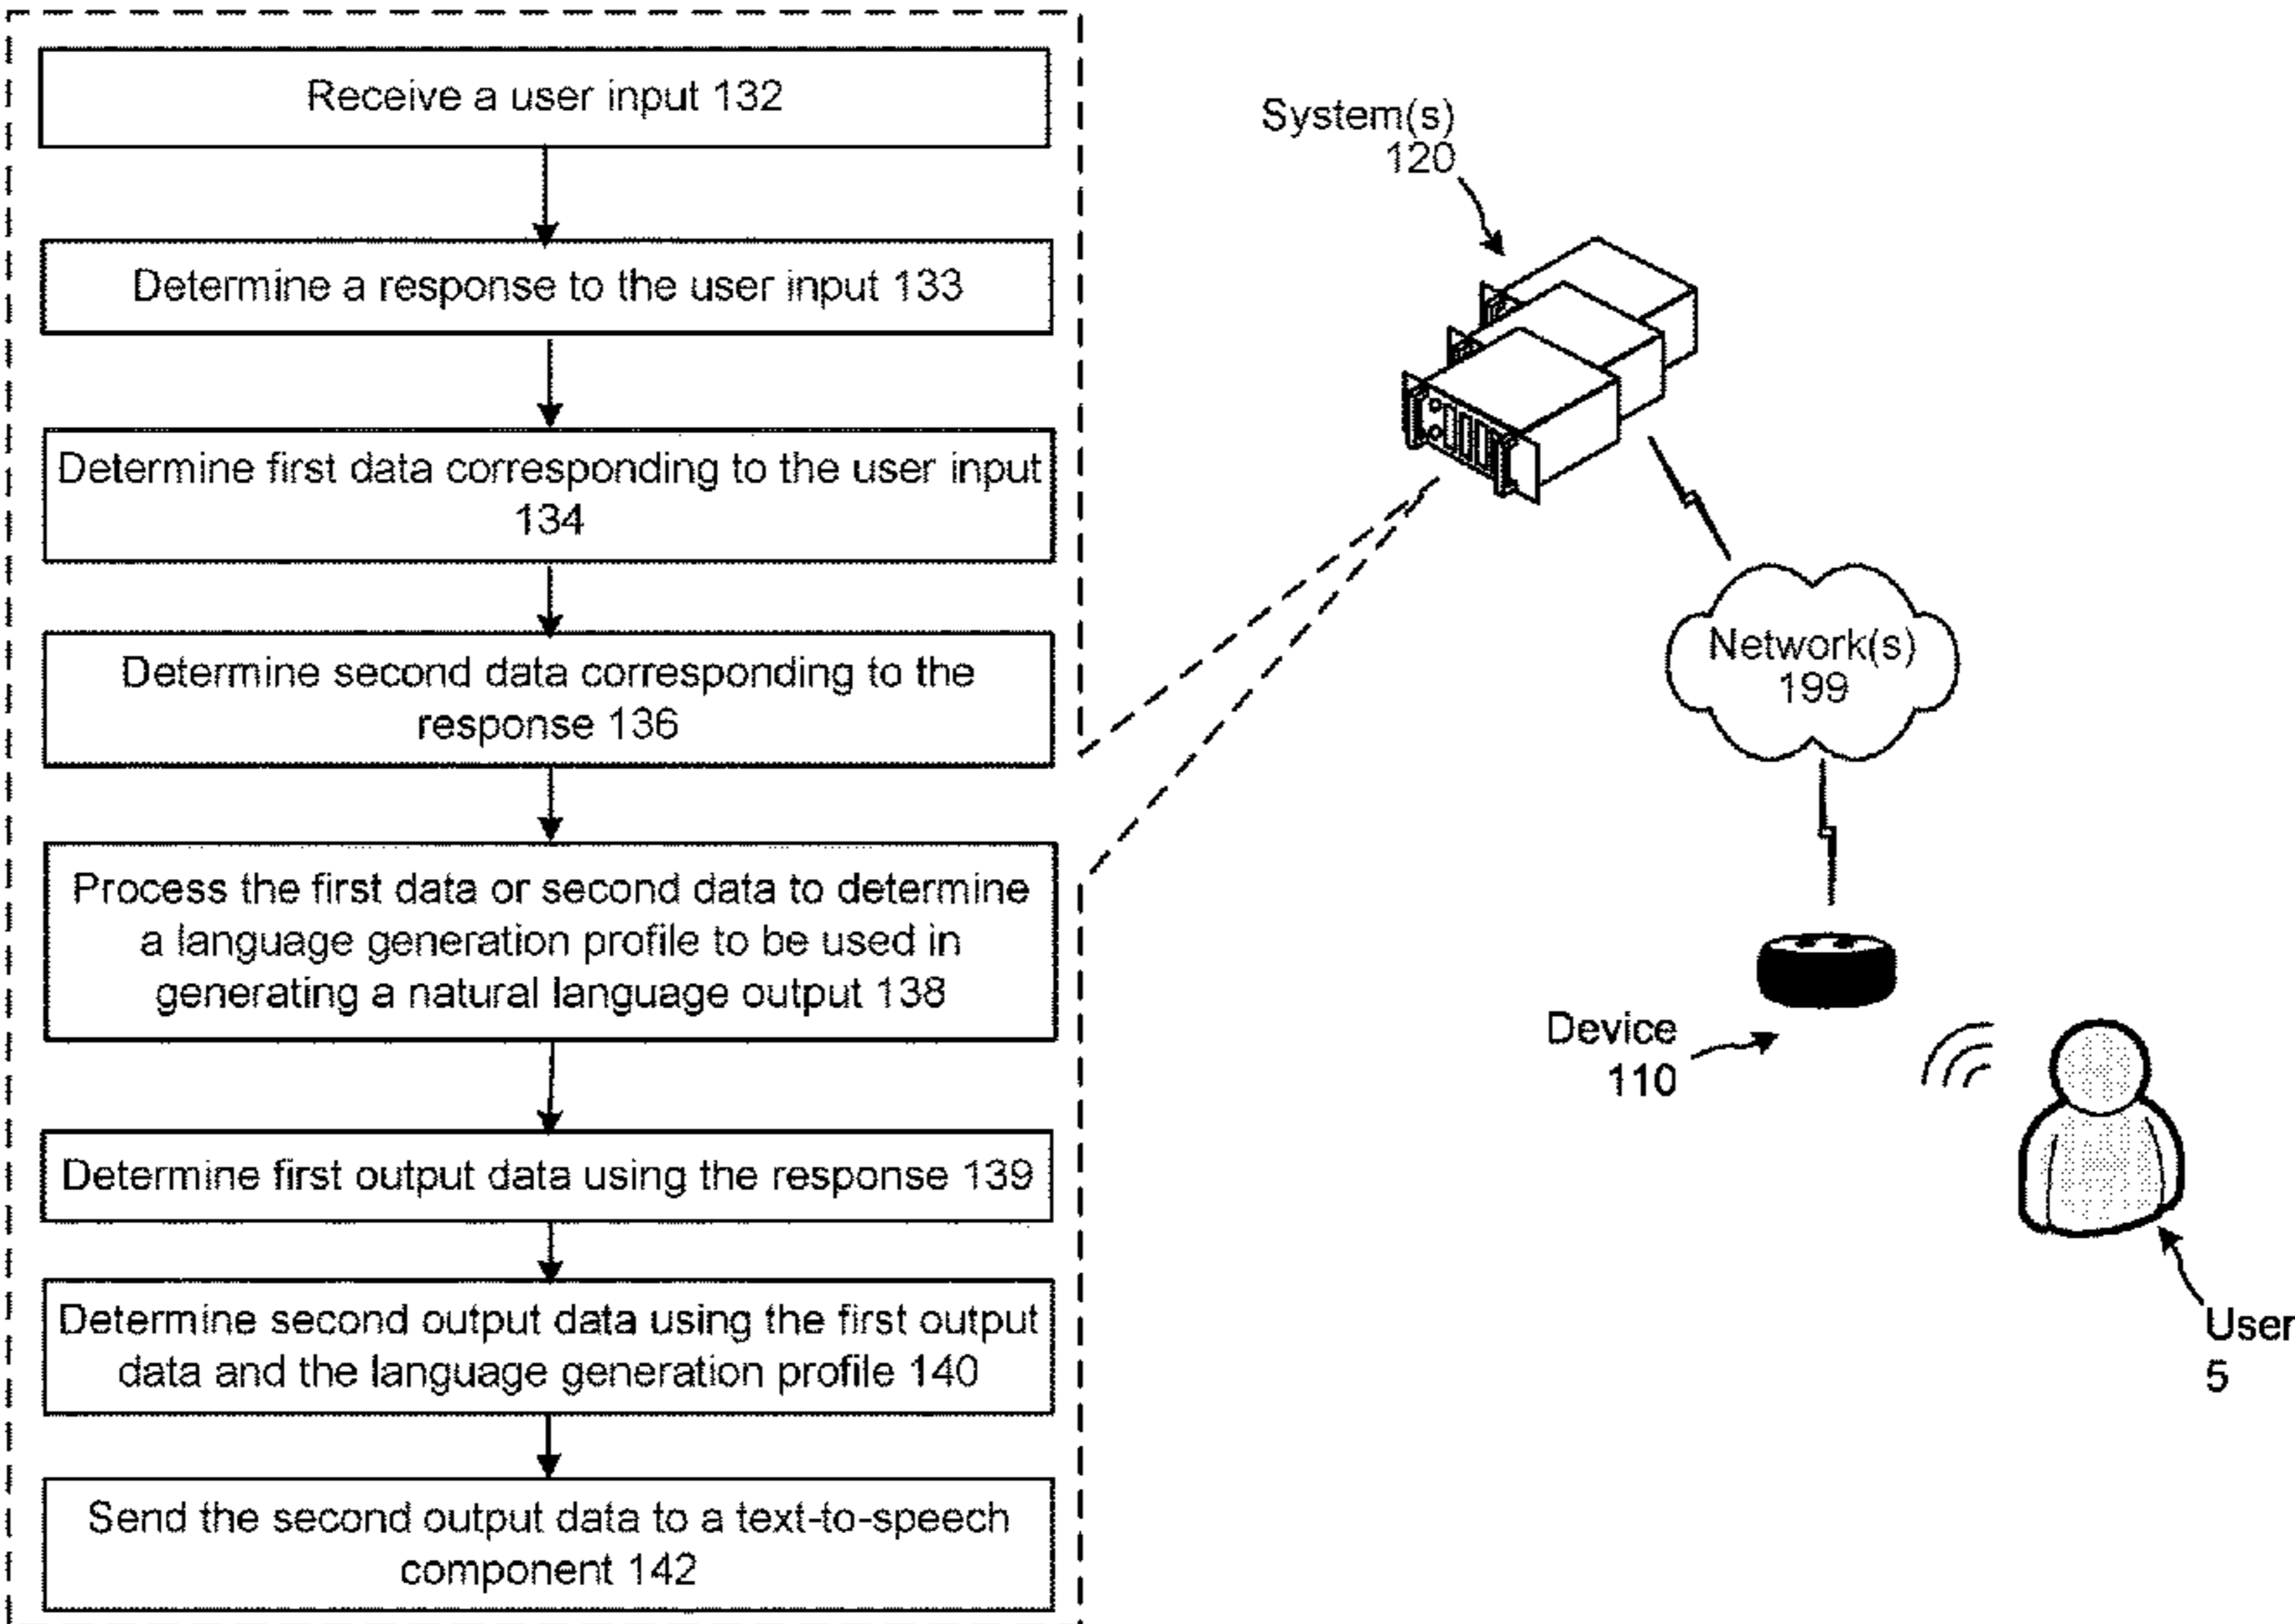 Receive a user input 132
Determine a response to the user input 133
Determine first data corresponding to the user input
134
Determine second data corresponding to the
response 136
Process the first data or second data to determine
a language generation profile to be used in
generating a natural language output 138
Determine first output data using the response 139
Determine second output data using the first output
data and the language generation profile 140
Send the second output data to a text-to-speech
component 142
System(s)
120
Network(s)
199
Device
110
User
5